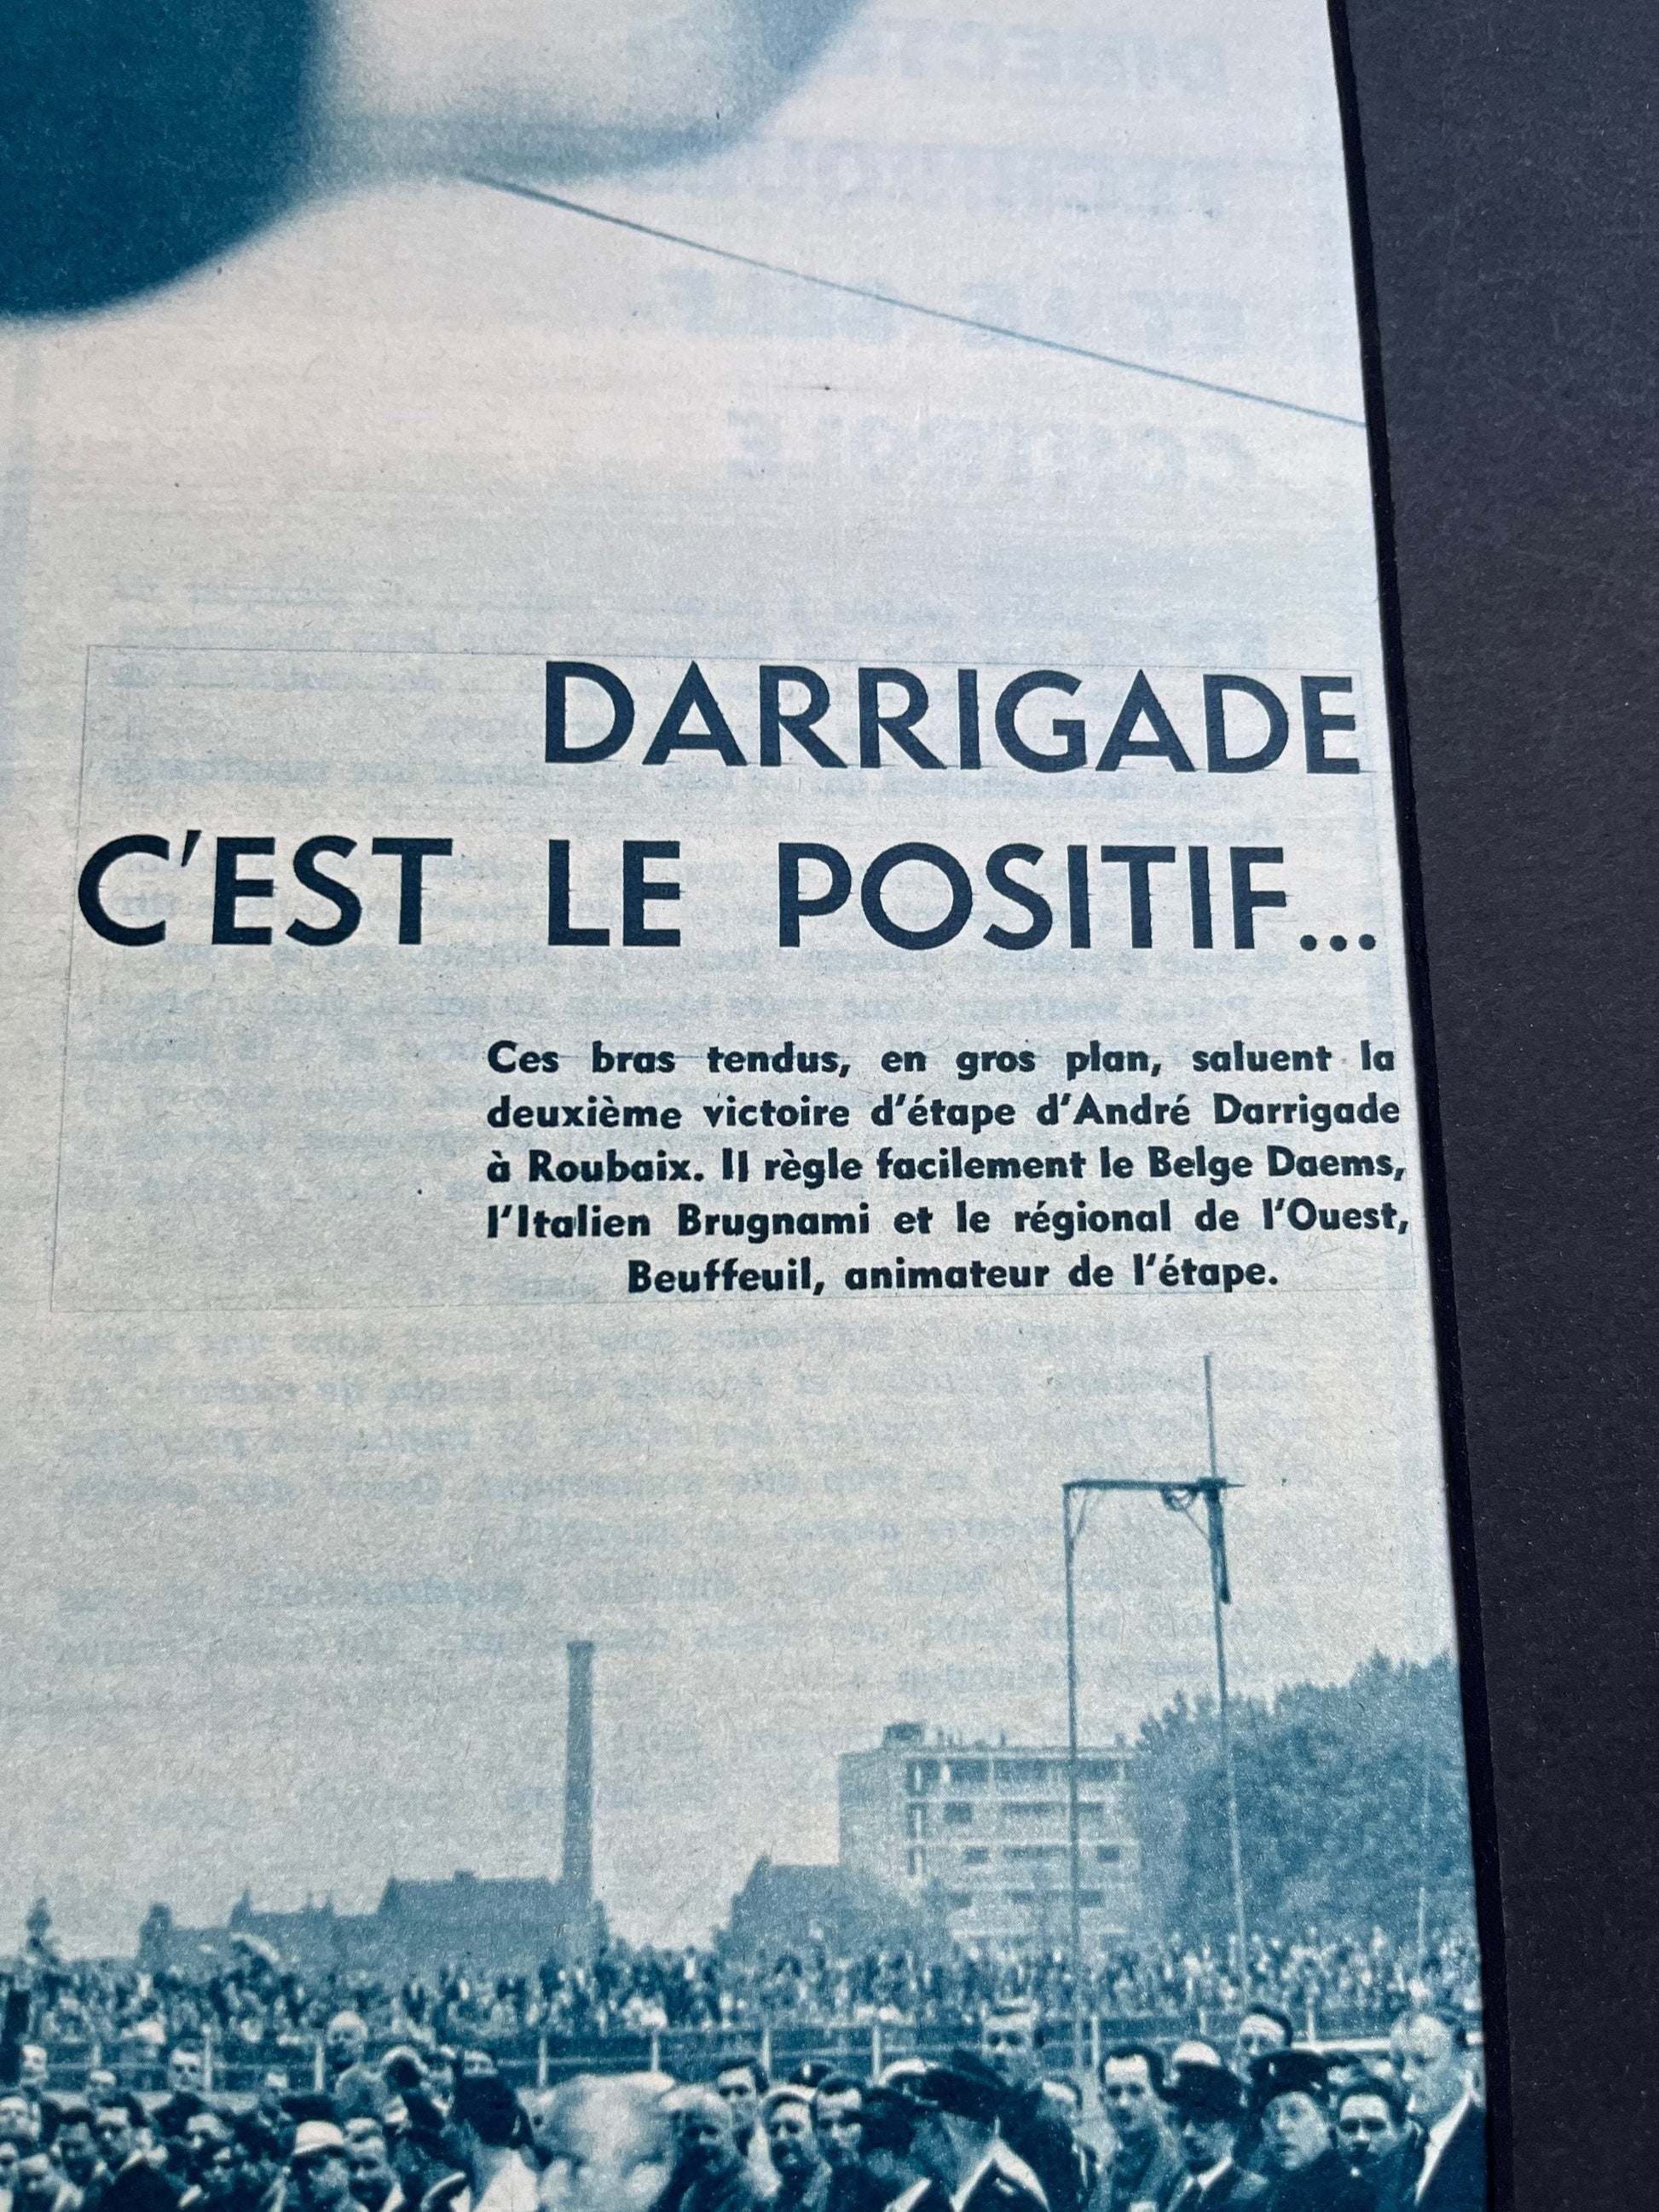 DARRIGADE
C'EST LE POSITIF...
Ces bras tendus, en gros plan, saluent la
deuxième victoire d'étape d'André Darrigade
à Roubaix. Il règle facilement le Belge Daems,
l'Italien Brugnami et le régional de l'Ouest,
Beuffeuil, animateur de l'étape.